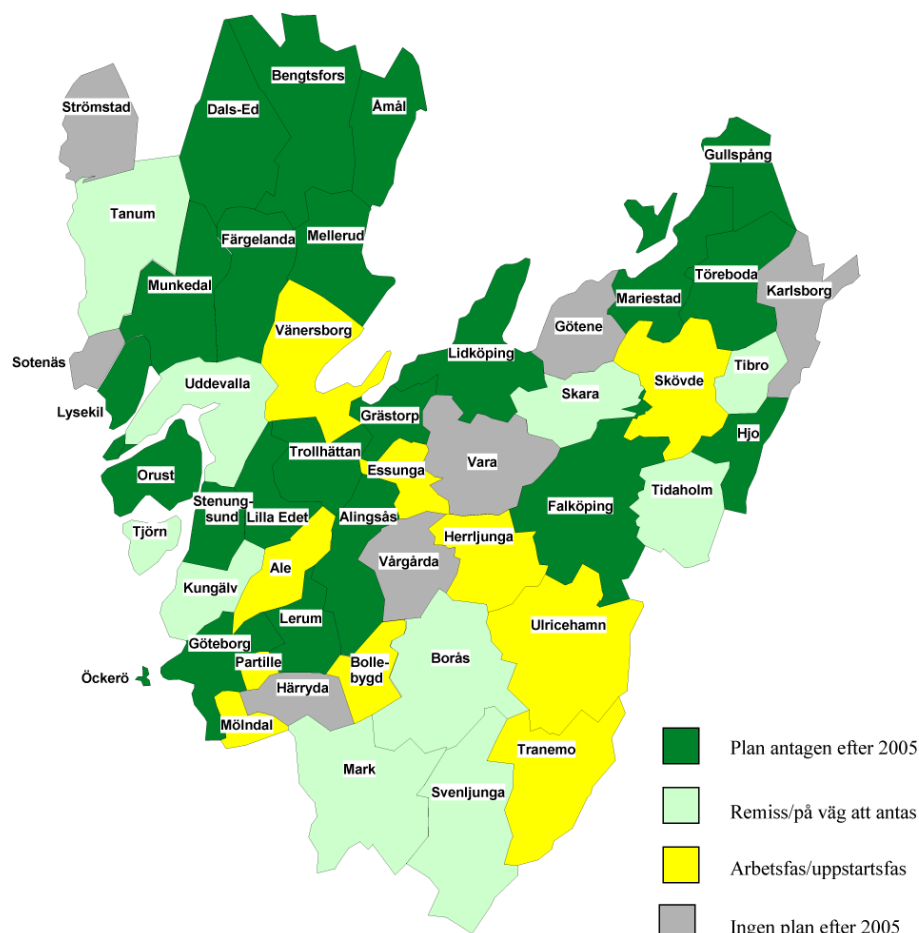 Bengtsfors
Strömstad
Dals-Ed
Åmål
Gullspång
Tanum
Färgelanda
Mellerud
Töreboda
Munkedal
Karlsborg
Mariestad
Vänersborg
Götene
Lidköping
Sotenäs
Tibro
Uddevalla
Skövde
Skara
Lysekil
Grästorp
Hjo
Trollhättan
Vara
Essunga
Orust
Tidaholm
Stenung-
sund
Falköping
Lilla Edet
Alingsås
Tjörn
Herrljunga
Vårgårda
Ale
Kungälv
Lerum
Ulricehamn
Göteborg
Borås
Partille
Bolle-
bygd
Öckerö
Härryda
Mölndal
Tranemo
Plan antagen efter 2005
Mark
Svenljunga
Remiss/på väg att antas
Arbetsfas/uppstartsfas
Ingen plan efter 2005